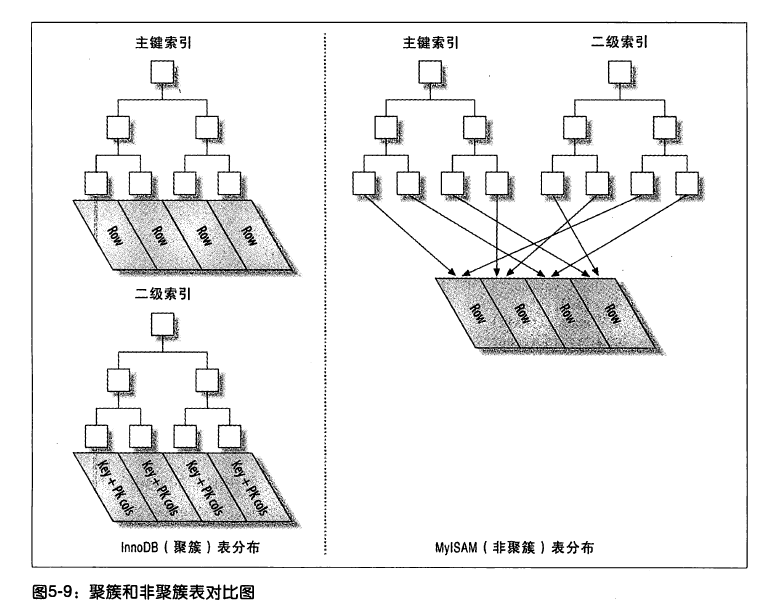 主键索引
Row
Row
Row
Row
二级索引
Key + PK cols
Key + PK cols
Key + PK cols
Key + PK cols
InnoDB（聚簇）表分布
主键索引
二级索引
Row
Row
Row
Row
MyISAM（非聚簇）表分布
图5-9：聚簇和非聚簇表对比图